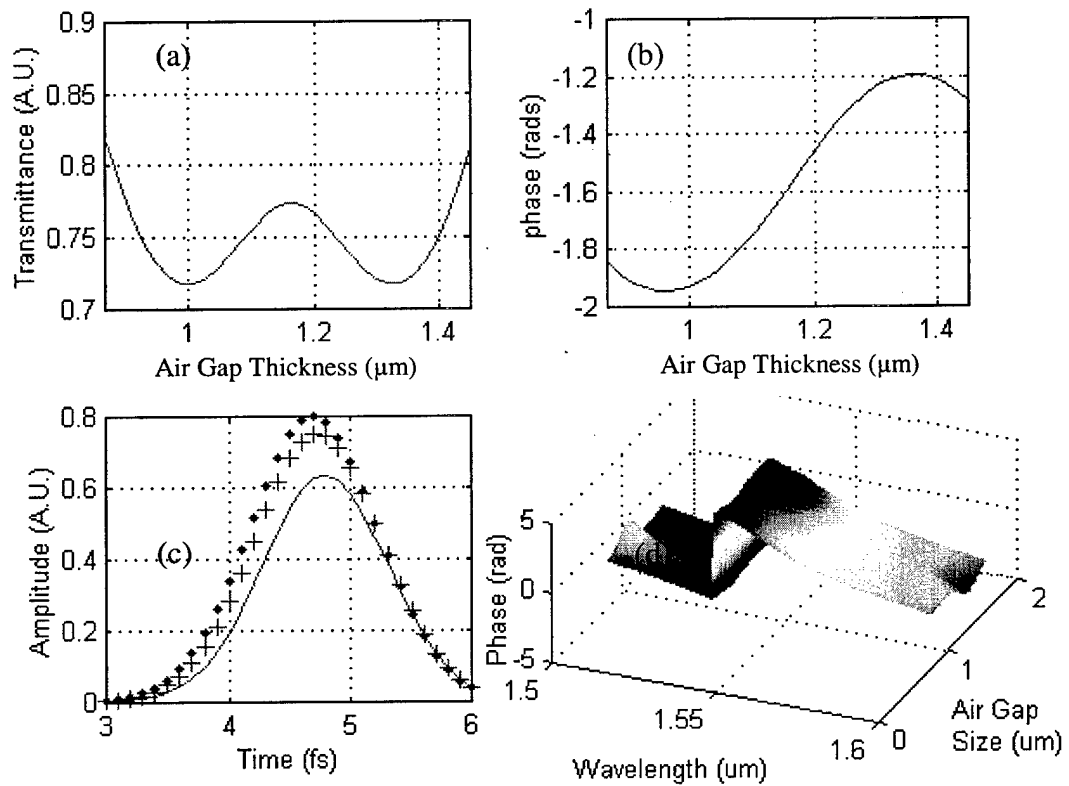 0.9
0.85
0.8
0.75
0.7
Transmittance (A.U.)
(a)
1
1.2
1.4
Air Gap Thickness (µm)
-1
-1.2
-1.4
-1.6
-1.8
-2
phase (rads)
(b)
1
1.2
1.4
Air Gap Thickness (µm)
0.8
0.6
0.4
0.2
0
Amplitude (A.U.)
(c)
3
4
5
6
Time (fs)
5
0
-5
Phase (rad)
(d)
1.5
1.55
1.6
Wavelength (um)
0
1
2
Air Gap
Size (um)